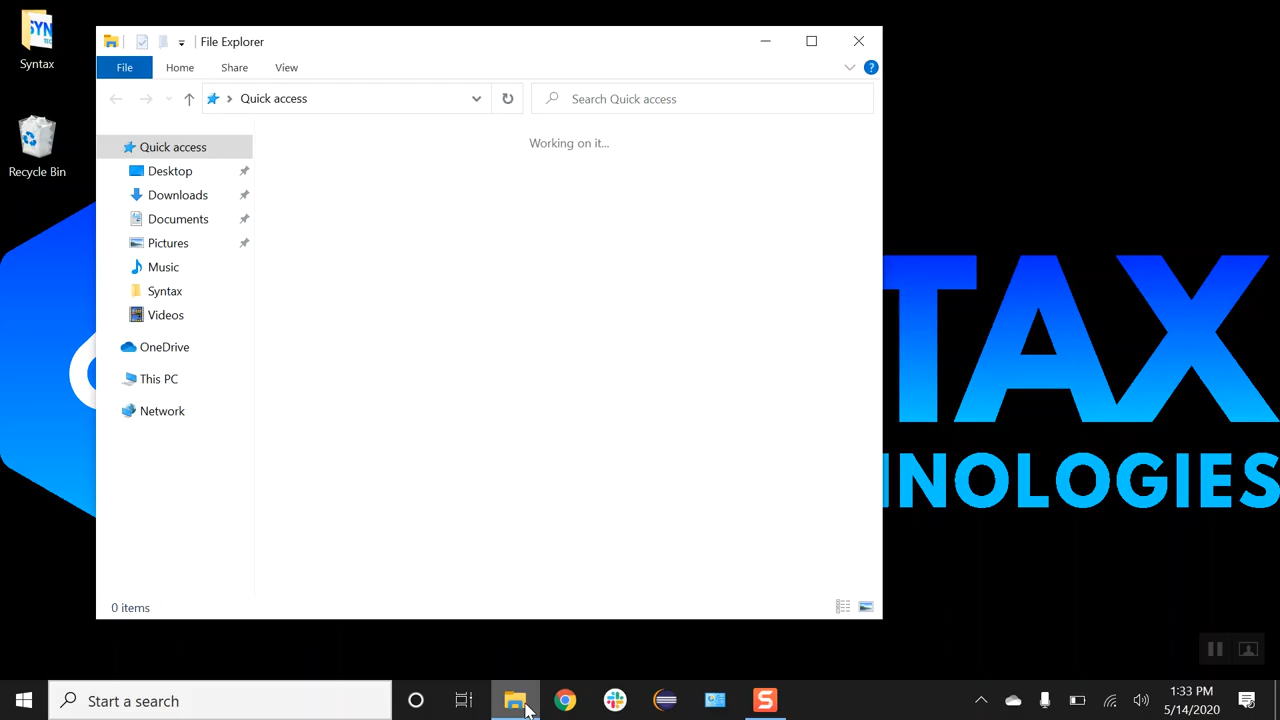 Syntax
Recycle Bin
File Explorer
File
Home
Share
View
?
Quick access
Search Quick access
Working on it...
Quick access
Desktop
Downloads
Documents
Pictures
Music
Syntax
Videos
OneDrive
This PC
Network
0 items
TAX
NOLOGIES
Start a search
S
1:33 PM
5/14/2020